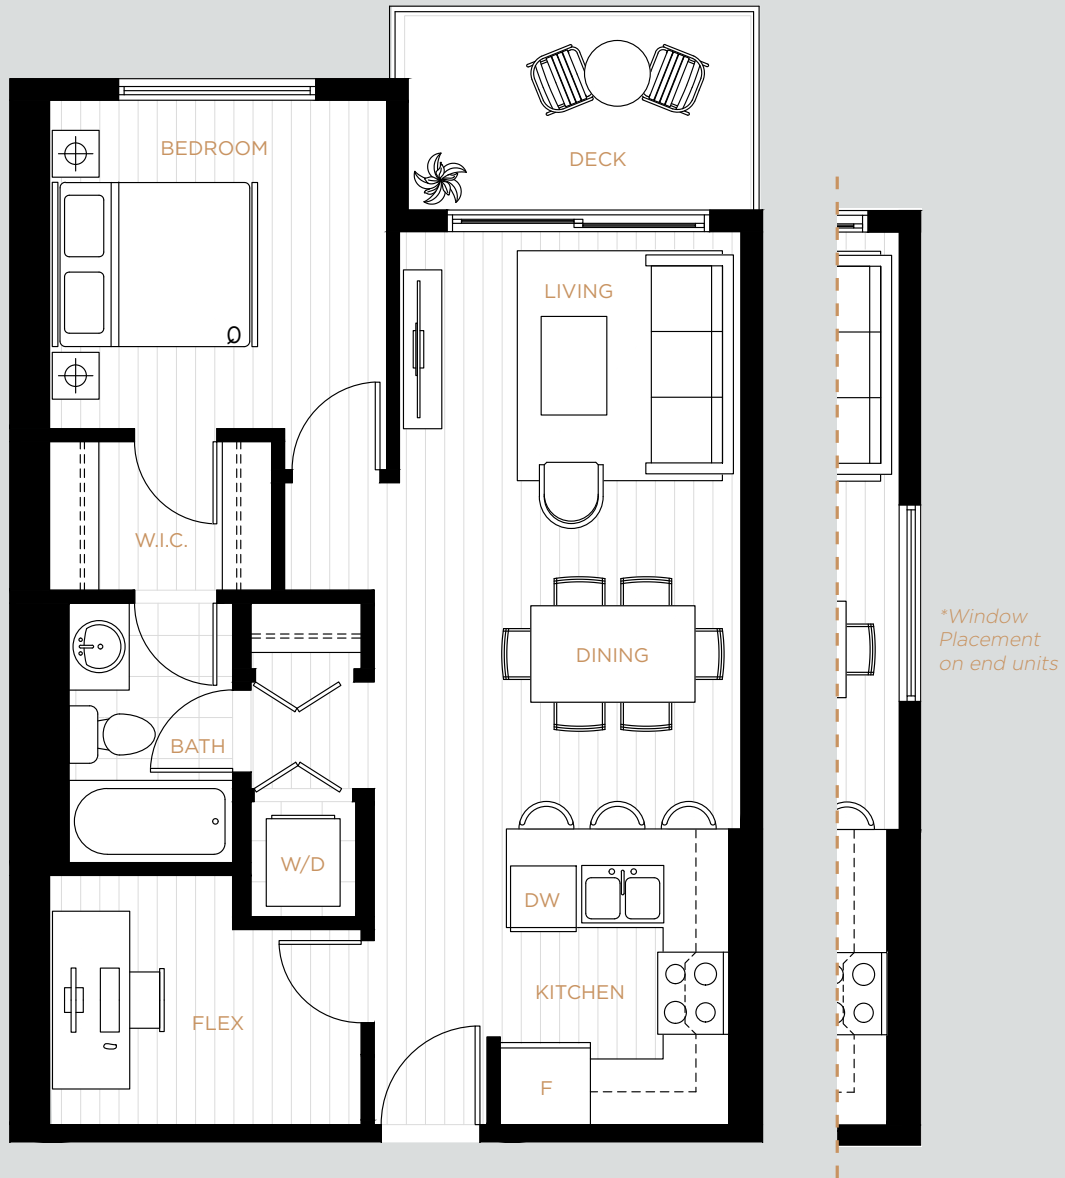 BEDROOM
DECK
LIVING
W.I.C.
*Window
Placement
on end units
DINING
BATH
W/D
DW
KITCHEN
FLEX
F